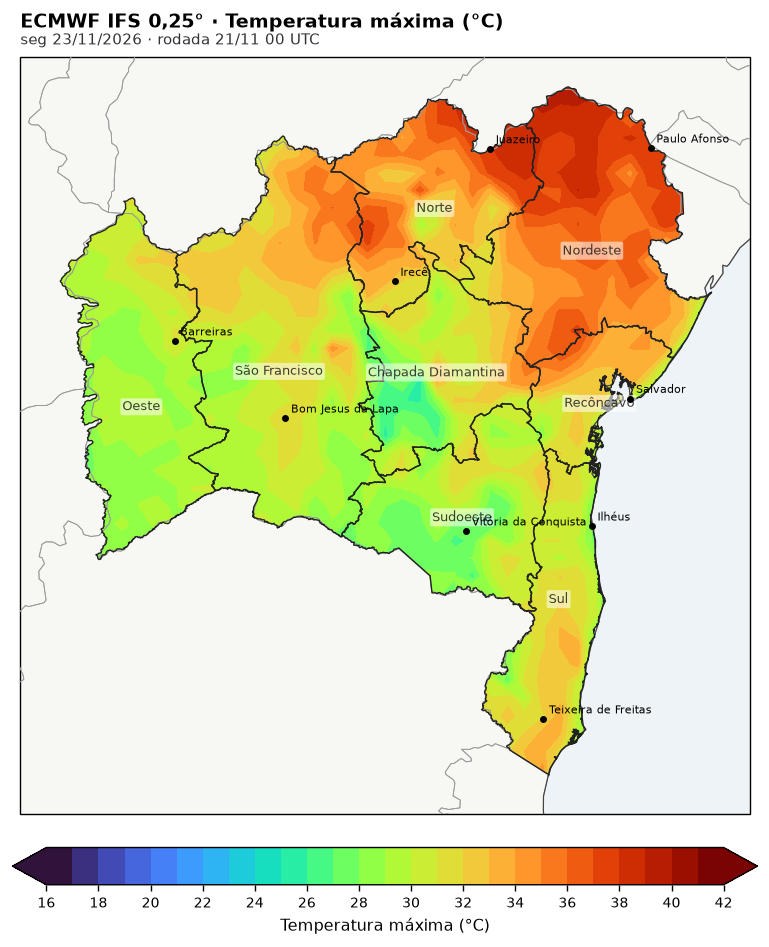 ECMWF IFS 0,25° · Temperatura máxima (°C)
seg 23/11/2026 · rodada 21/11 00 UTC
Juazeiro
Paulo Afonso
Norte
Nordeste
Irecê
Barreiras
São Francisco
Chapada Diamantina
Salvador
Oeste
Bom Jesus da Lapa
Recôncavo
Sudoeste
Vitória da Conquista
Ilhéus
Sul
Teixeira de Freitas
16 18 20 22 24 26 28 30 32 34 36 38 40 42
Temperatura máxima (°C)